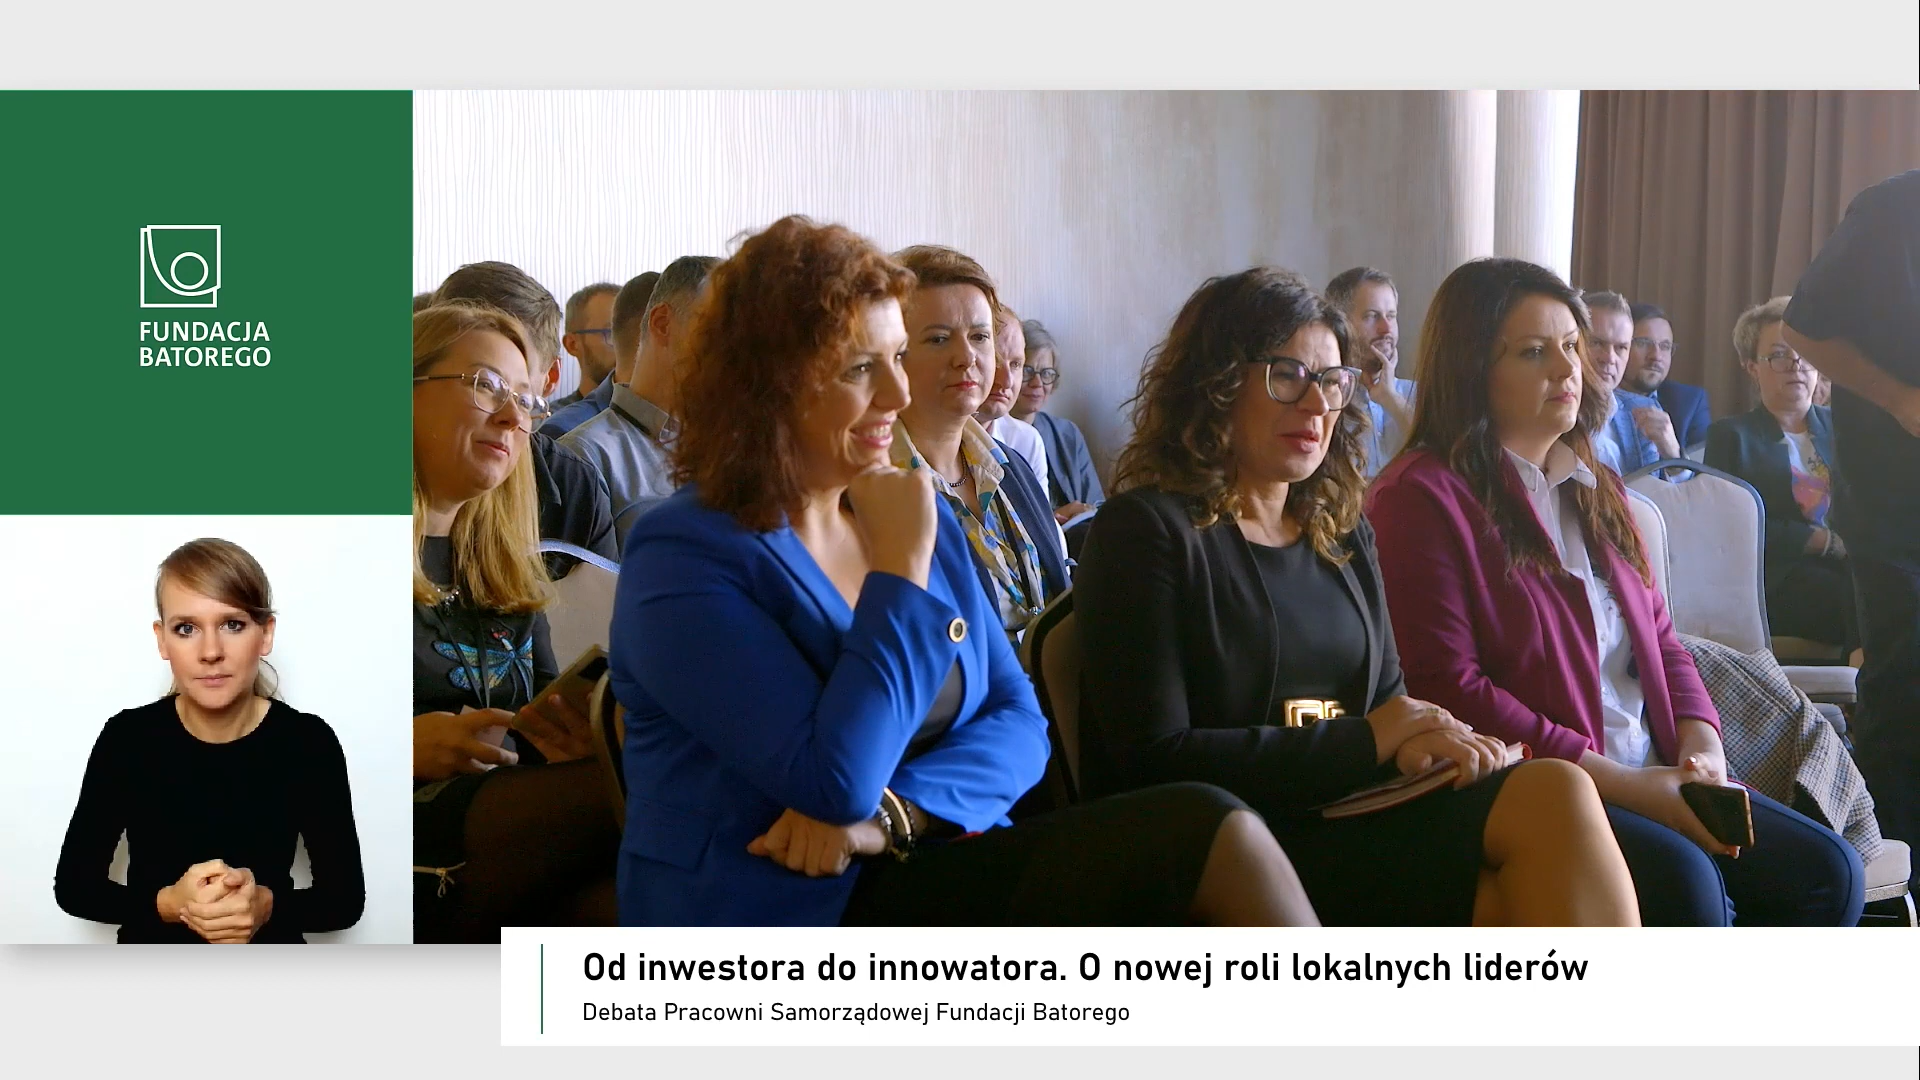 FUNDACJA
BATOREGO
Od inwestora do innowatora. O nowej roli lokalnych liderów
Debata Pracowni Samorządowej Fundacji Batorego